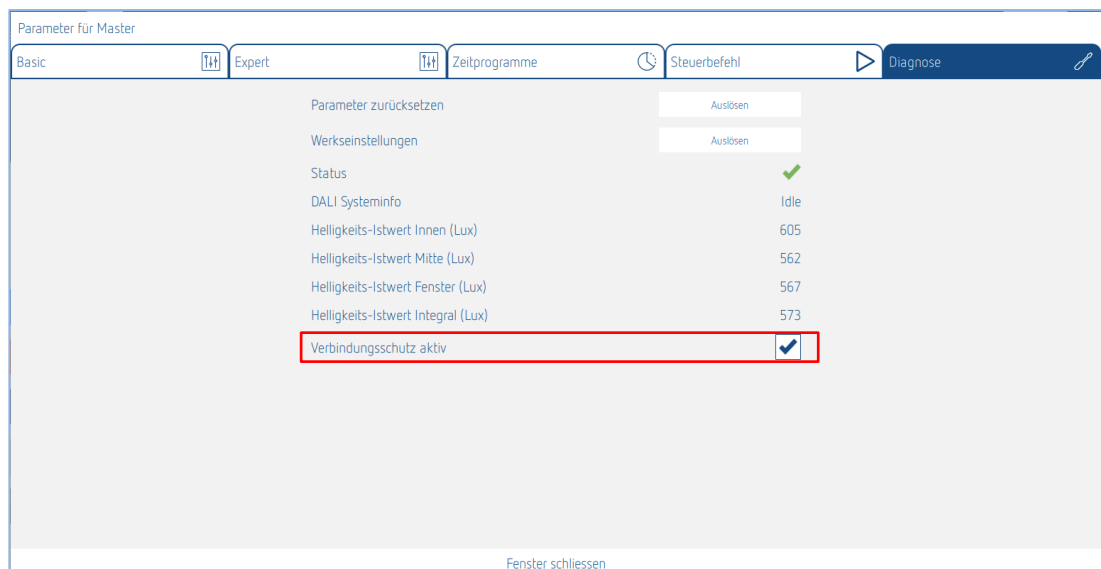 Parameter für Master
Basic Expert Zeitprogramme Steuerbefehl Diagnose
Parameter zurücksetzen Auslösen
Werkseinstellungen Auslösen
Status
DALI Systeminfo Idle
Helligkeits-Istwert Innen (Lux) 605
Helligkeits-Istwert Mitte (Lux) 562
Helligkeits-Istwert Fenster (Lux) 567
Helligkeits-Istwert Integral (Lux) 573
Verbindungsschutz aktiv
Fenster schliessen